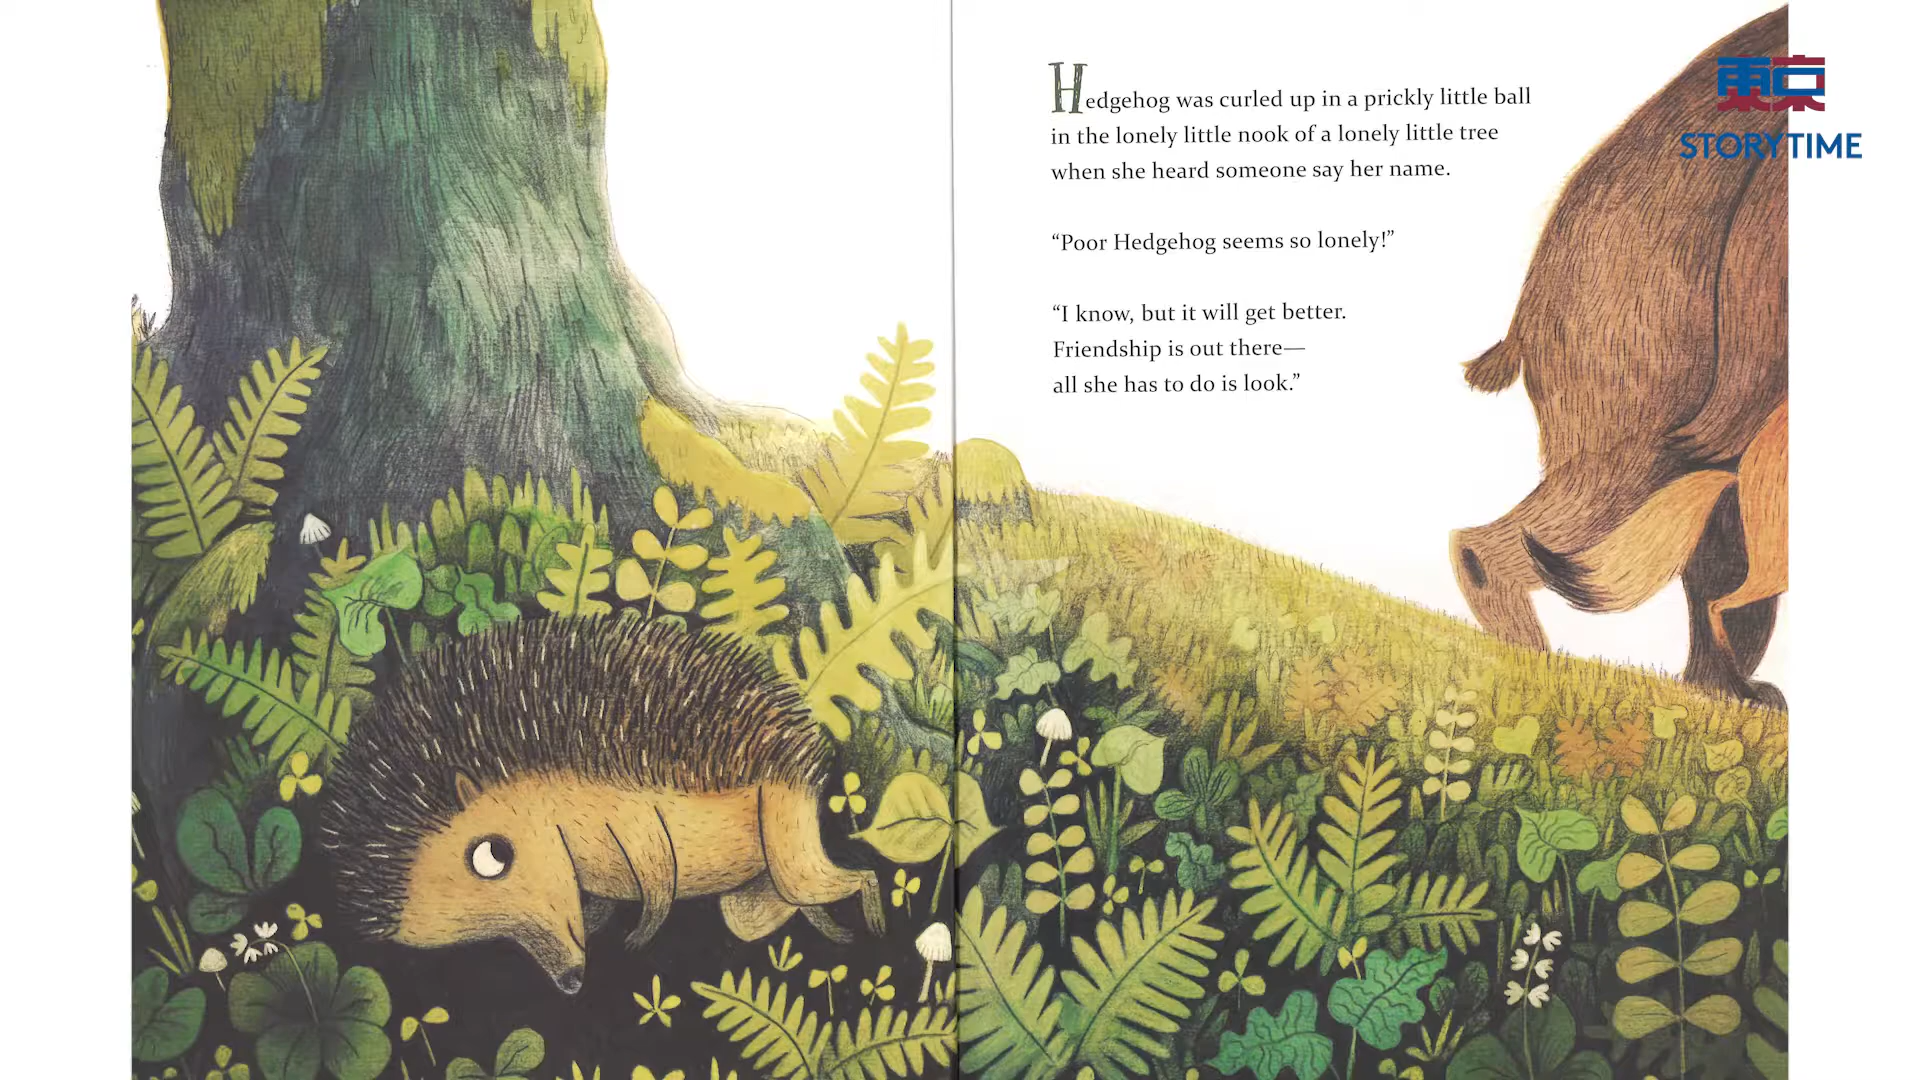 Hedgehog was curled up in a prickly little ball
in the lonely little nook of a lonely little tree
when she heard someone say her name.
“Poor Hedgehog seems so lonely!”
“I know, but it will get better.
Friendship is out there—
all she has to do is look.”
東京
STORYTIME